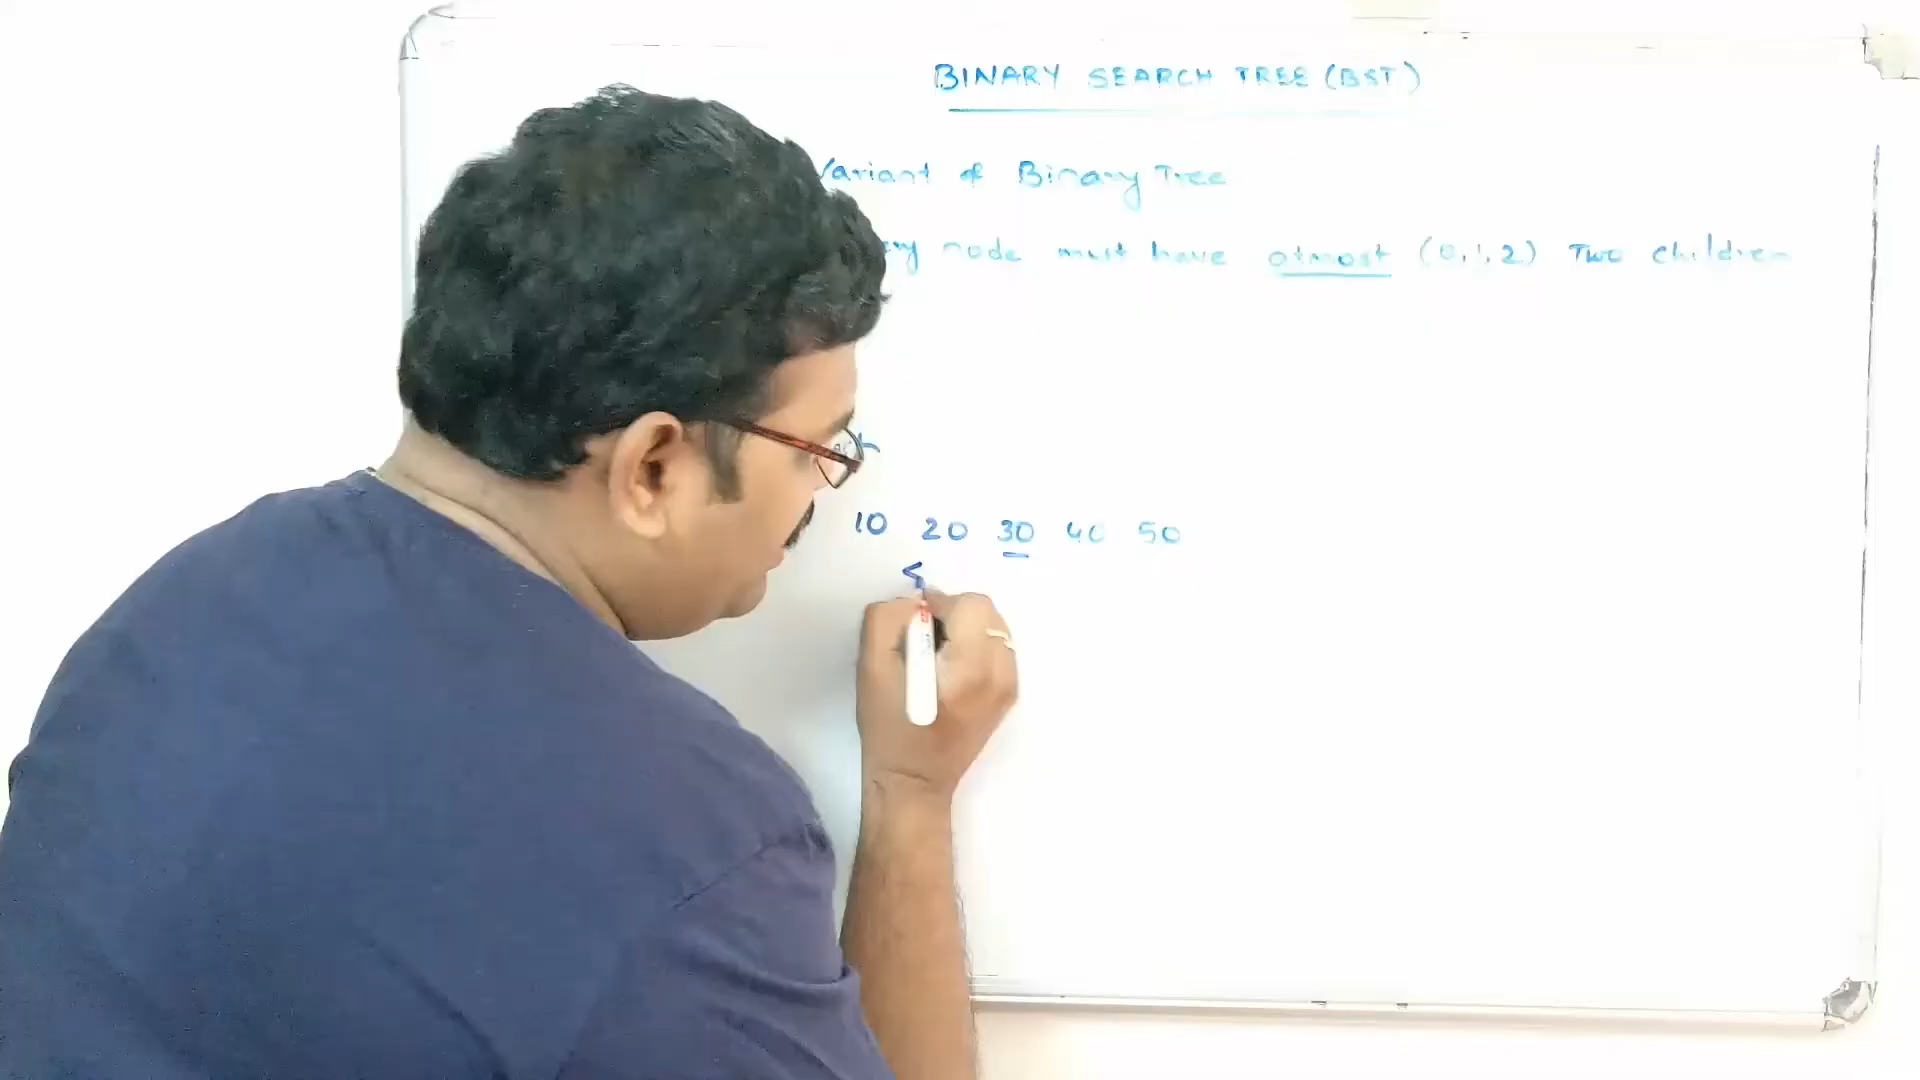 BINARY SEARCH TREE (BST)
Variant of Binary Tree
node must have atmost (0,1,2) Two children
10 20 30 40 50
<